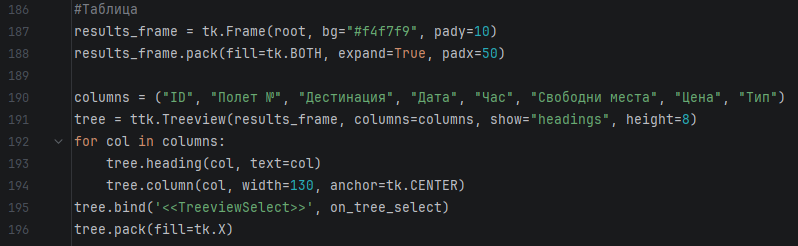 186 #Таблица
187 results_frame = tk.Frame(root, bg="#f4f7f9", pady=10)
188 results_frame.pack(fill=tk.BOTH, expand=True, padx=50)
189
190 columns = ("ID", "Полет №", "Дестинация", "Дата", "Час", "Свободни места", "Цена", "Тип")
191 tree = ttk.Treeview(results_frame, columns=columns, show="headings", height=8)
192 for col in columns:
193     tree.heading(col, text=col)
194     tree.column(col, width=130, anchor=tk.CENTER)
195 tree.bind('<<TreeviewSelect>>', on_tree_select)
196 tree.pack(fill=tk.X)